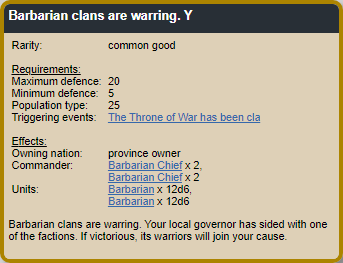 Barbarian clans are warring. Y
Rarity: common good
Requirements:
Maximum defence: 20
Minimum defence: 5
Population type: 25
Triggering events: The Throne of War has been cla
Effects:
Owning nation: province owner
Commander: Barbarian Chief x 2,
Barbarian Chief x 2
Units: Barbarian x 12d6,
Barbarian x 12d6
Barbarian clans are warring. Your local governor has sided with one
of the factions. If victorious, its warriors will join your cause.